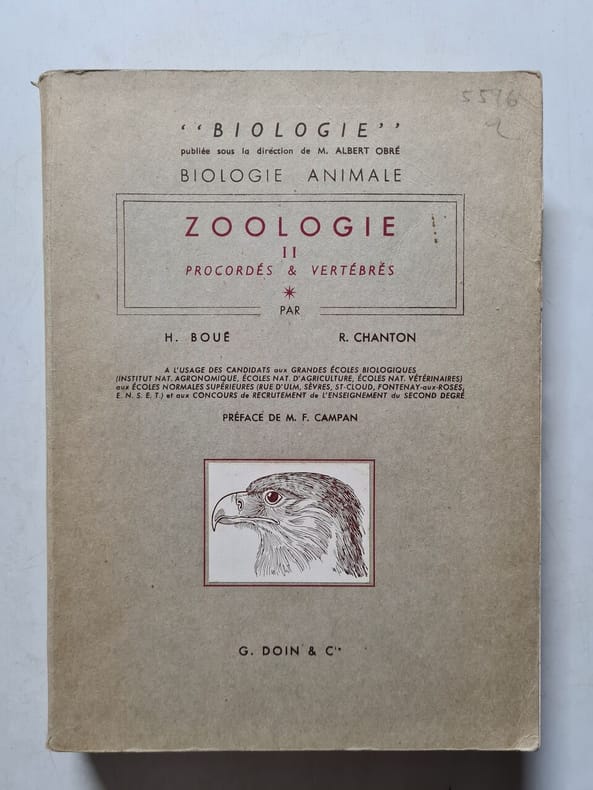 5596
"BIOLOGIE"
publiée sous la direction de M. ALBERT OBRÉ
BIOLOGIE ANIMALE
ZOOLOGIE
II
PROCORDÉS & VERTÉBRÉS
*
PAR
H. BOUÉ R. CHANTON
A L'USAGE DES CANDIDATS aux GRANDES ÉCOLES BIOLOGIQUES
(INSTITUT NAT. AGRONOMIQUE, ÉCOLES NAT. D'AGRICULTURE, ÉCOLES NAT. VÉTÉRINAIRES)
aux ÉCOLES NORMALES SUPÉRIEURES (RUE D'ULM, SÈVRES, ST-CLOUD, FONTENAY-aux-ROSES,
E. N. S. E. T.) et aux CONCOURS de RECRUTEMENT de L'ENSEIGNEMENT du SECOND DEGRÉ
PRÉFACE DE M. F. CAMPAN
G. DOIN & Cie